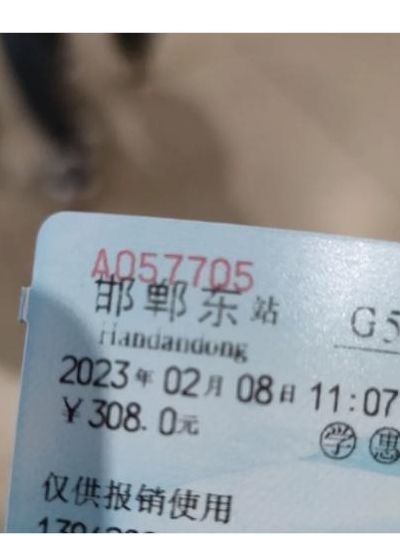 A057705
邯郸东站 G5
Handandong
2023年02月08日 11:07
￥308.0元
学 惠
仅供报销使用